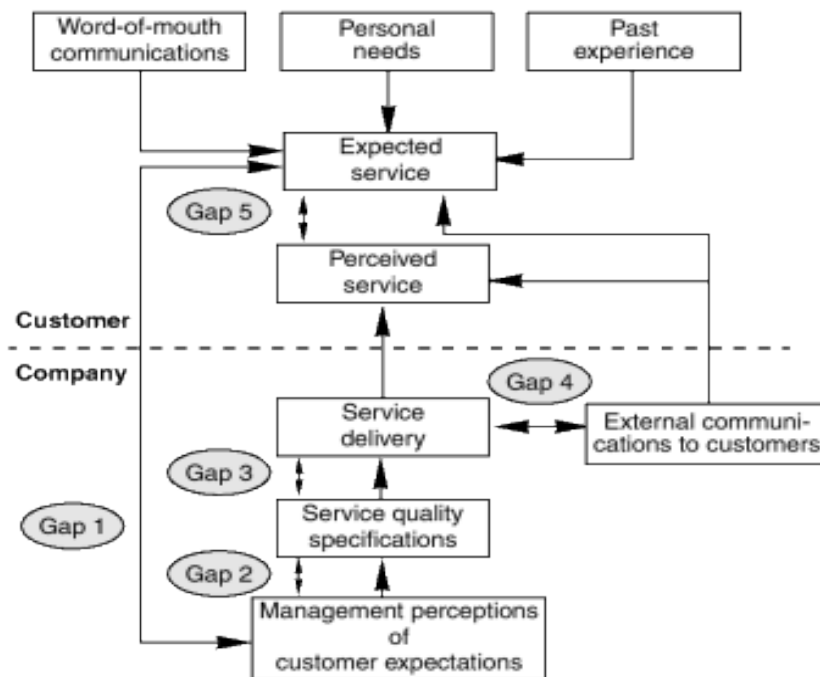 Word-of-mouth
communications
Personal
needs
Past
experience
Expected
service
Gap 5
Perceived
service
Customer
Company
Gap 4
Service
delivery
External communi-
cations to customers
Gap 3
Gap 1
Service quality
specifications
Gap 2
Management perceptions
of
customer expectations